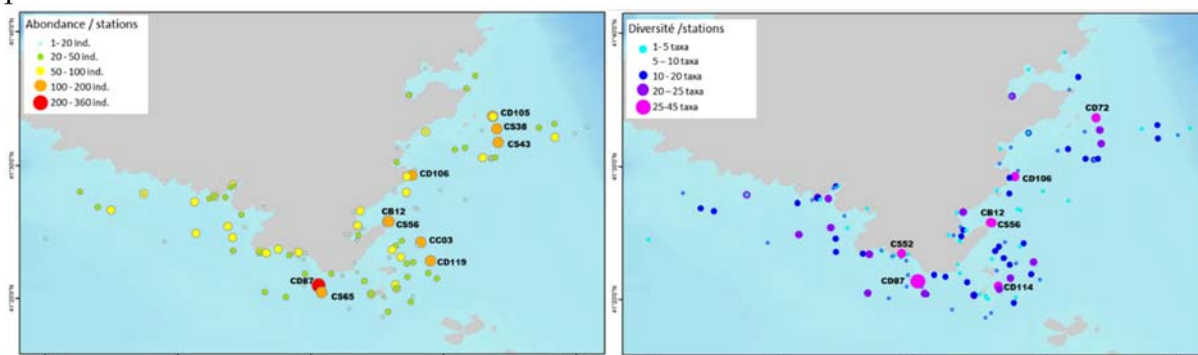 Abondance / stations
1-20 ind.
20 - 50 ind.
50 - 100 ind.
100 - 200 ind.
200 - 360 ind.
CD105
CS38
CS43
CD106
CB12
CS56
CC03
CD119
CD87
CS65
Diversité /stations
1- 5 taxa
5 – 10 taxa
10 - 20 taxa
20 – 25 taxa
25-45 taxa
CD72
CD106
CB12
CS56
CS52
CD87
CD114